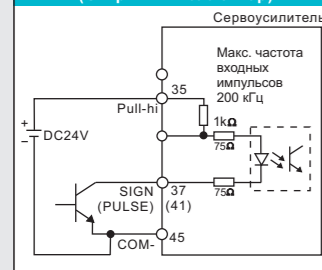 Сервоусилитель
Макс. частота
входных
импульсов
200 кГц
35
Pull-hi
1kΩ
+
−
DC24V
75Ω
SIGN
37
75Ω
(PULSE)
(41)
COM-
45